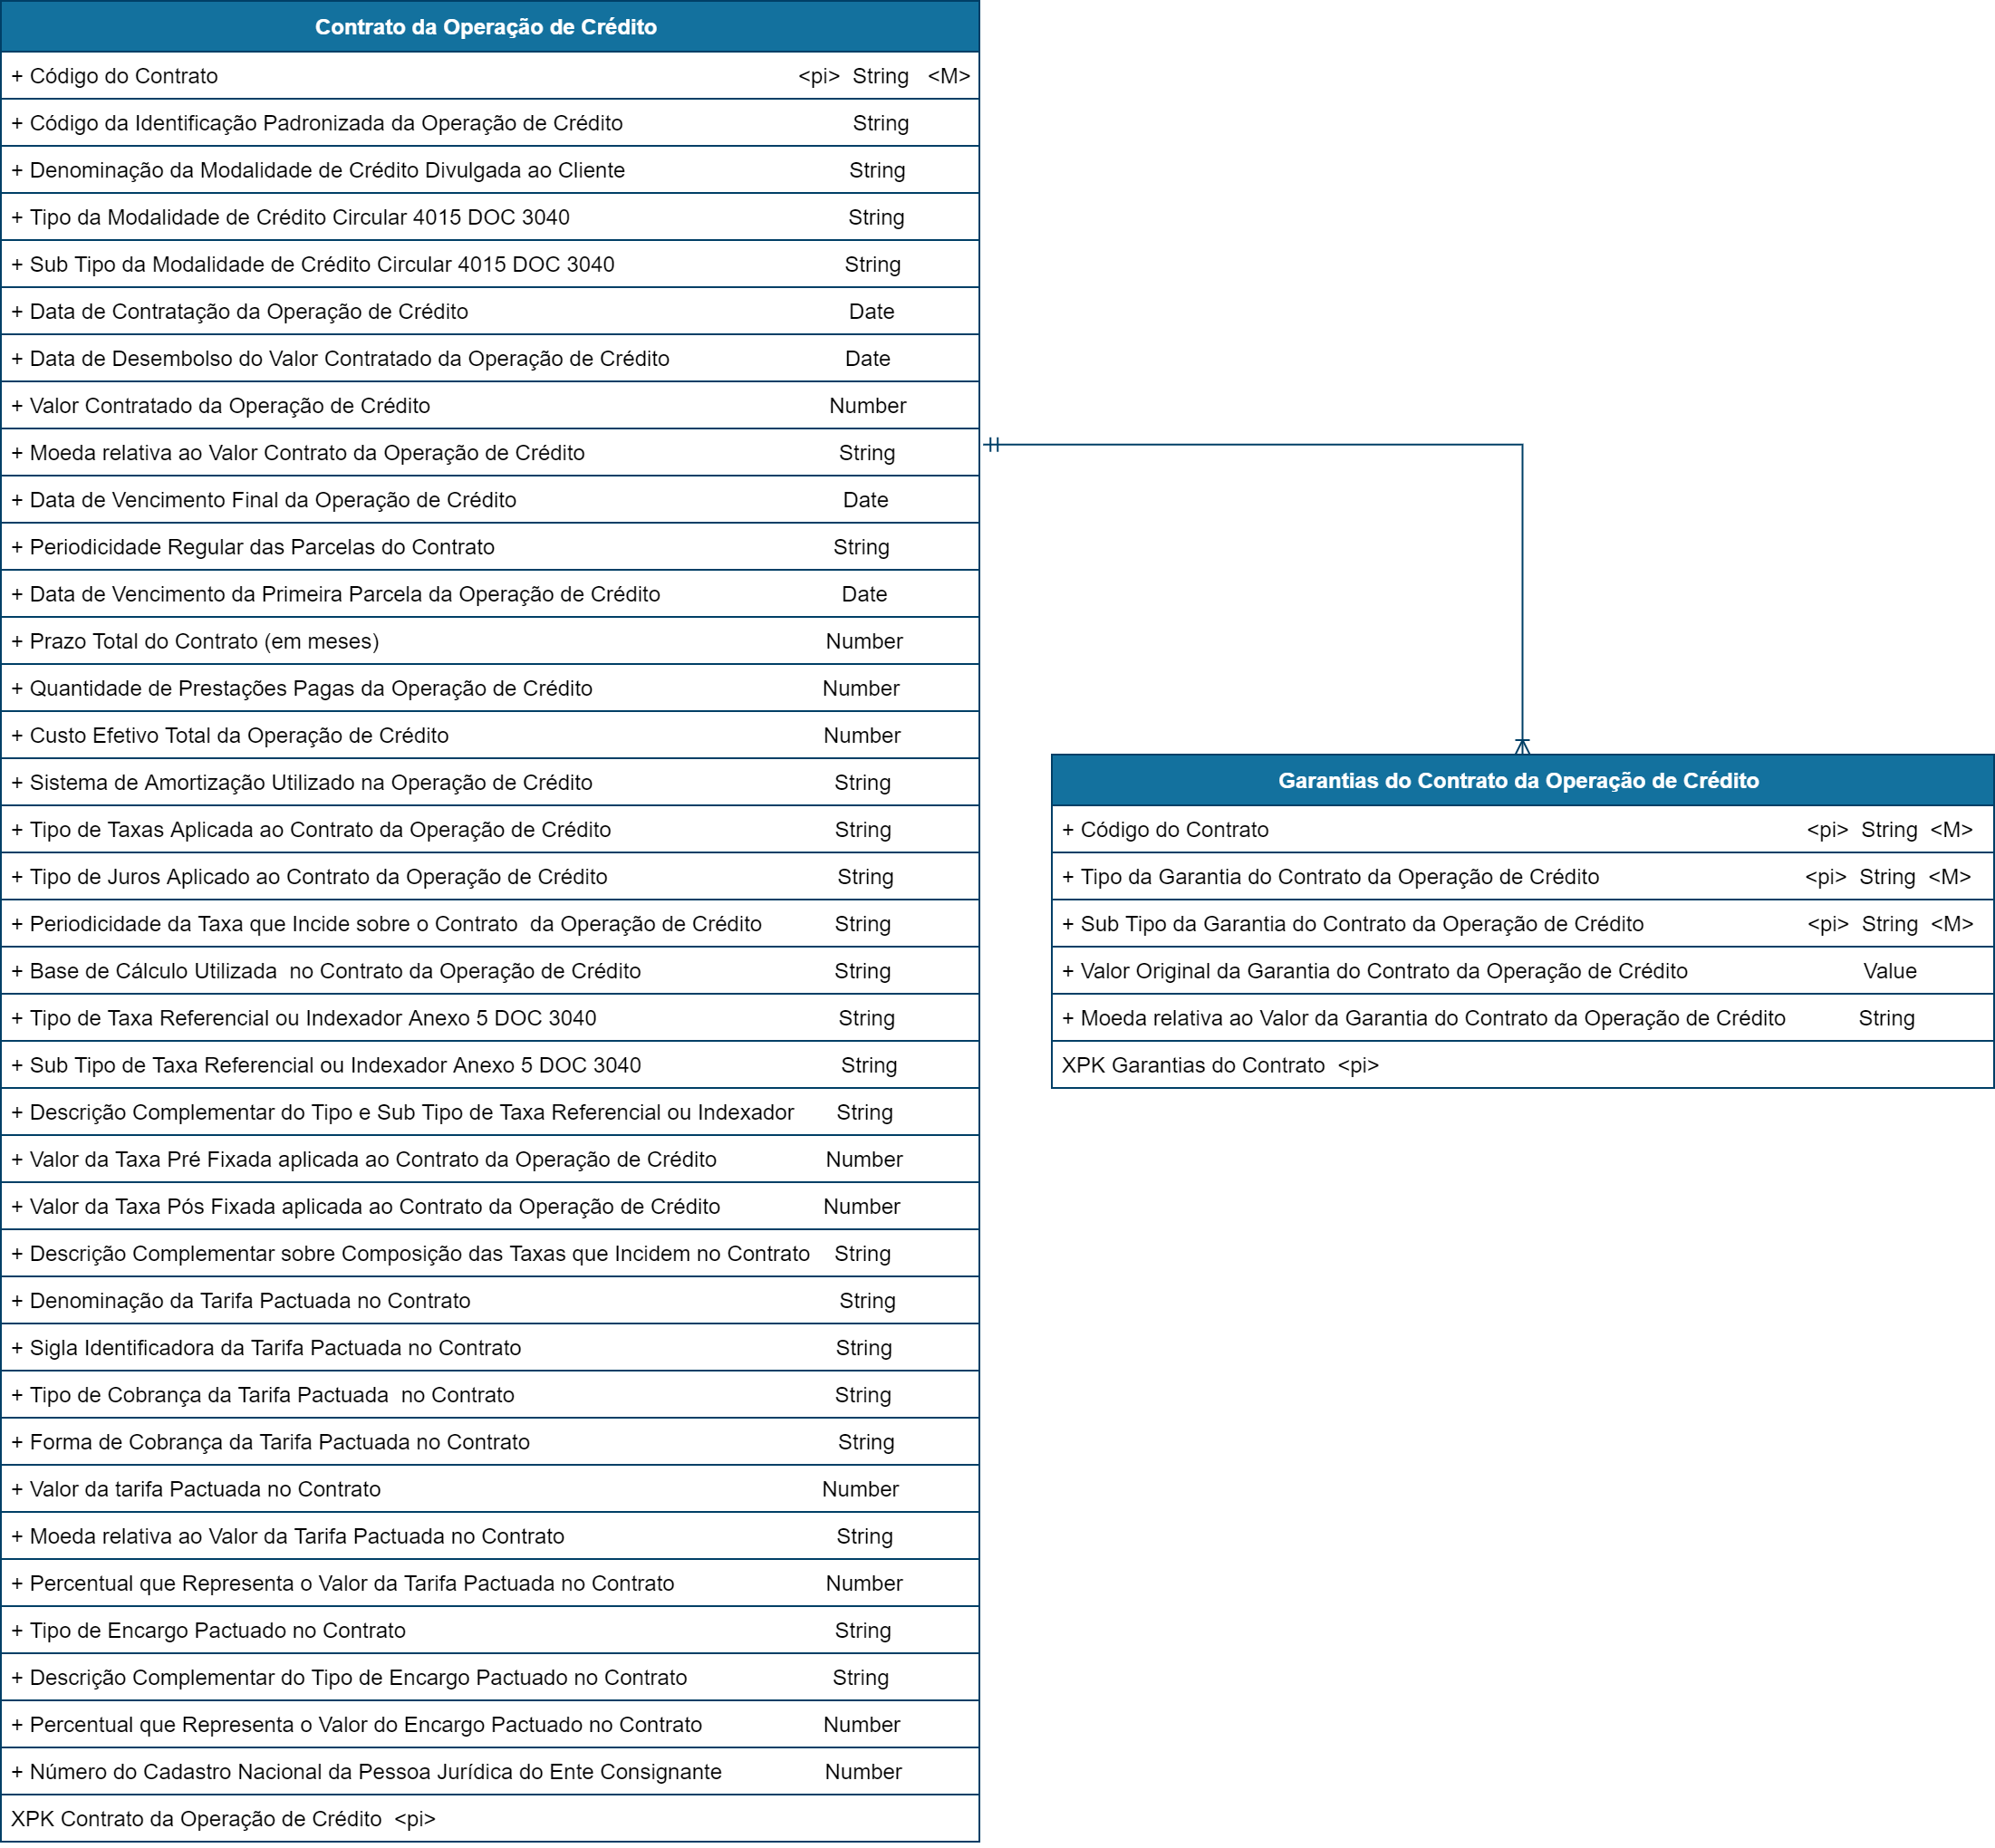 Contrato da Operação de Crédito
+ Código do Contrato <pi> String <M>
+ Código da Identificação Padronizada da Operação de Crédito String
+ Denominação da Modalidade de Crédito Divulgada ao Cliente String
+ Tipo da Modalidade de Crédito Circular 4015 DOC 3040 String
+ Sub Tipo da Modalidade de Crédito Circular 4015 DOC 3040 String
+ Data de Contratação da Operação de Crédito Date
+ Data de Desembolso do Valor Contratado da Operação de Crédito Date
+ Valor Contratado da Operação de Crédito Number
+ Moeda relativa ao Valor Contrato da Operação de Crédito String
+ Data de Vencimento Final da Operação de Crédito Date
+ Periodicidade Regular das Parcelas do Contrato String
+ Data de Vencimento da Primeira Parcela da Operação de Crédito Date
+ Prazo Total do Contrato (em meses) Number
+ Quantidade de Prestações Pagas da Operação de Crédito Number
+ Custo Efetivo Total da Operação de Crédito Number
+ Sistema de Amortização Utilizado na Operação de Crédito String
+ Tipo de Taxas Aplicada ao Contrato da Operação de Crédito String
+ Tipo de Juros Aplicado ao Contrato da Operação de Crédito String
+ Periodicidade da Taxa que Incide sobre o Contrato da Operação de Crédito String
+ Base de Cálculo Utilizada no Contrato da Operação de Crédito String
+ Tipo de Taxa Referencial ou Indexador Anexo 5 DOC 3040 String
+ Sub Tipo de Taxa Referencial ou Indexador Anexo 5 DOC 3040 String
+ Descrição Complementar do Tipo e Sub Tipo de Taxa Referencial ou Indexador String
+ Valor da Taxa Pré Fixada aplicada ao Contrato da Operação de Crédito Number
+ Valor da Taxa Pós Fixada aplicada ao Contrato da Operação de Crédito Number
+ Descrição Complementar sobre Composição das Taxas que Incidem no Contrato String
+ Denominação da Tarifa Pactuada no Contrato String
+ Sigla Identificadora da Tarifa Pactuada no Contrato String
+ Tipo de Cobrança da Tarifa Pactuada no Contrato String
+ Forma de Cobrança da Tarifa Pactuada no Contrato String
+ Valor da tarifa Pactuada no Contrato Number
+ Moeda relativa ao Valor da Tarifa Pactuada no Contrato String
+ Percentual que Representa o Valor da Tarifa Pactuada no Contrato Number
+ Tipo de Encargo Pactuado no Contrato String
+ Descrição Complementar do Tipo de Encargo Pactuado no Contrato String
+ Percentual que Representa o Valor do Encargo Pactuado no Contrato Number
+ Número do Cadastro Nacional da Pessoa Jurídica do Ente Consignante Number
XPK Contrato da Operação de Crédito <pi>
Garantias do Contrato da Operação de Crédito
+ Código do Contrato <pi> String <M>
+ Tipo da Garantia do Contrato da Operação de Crédito <pi> String <M>
+ Sub Tipo da Garantia do Contrato da Operação de Crédito <pi> String <M>
+ Valor Original da Garantia do Contrato da Operação de Crédito Value
+ Moeda relativa ao Valor da Garantia do Contrato da Operação de Crédito String
XPK Garantias do Contrato <pi>